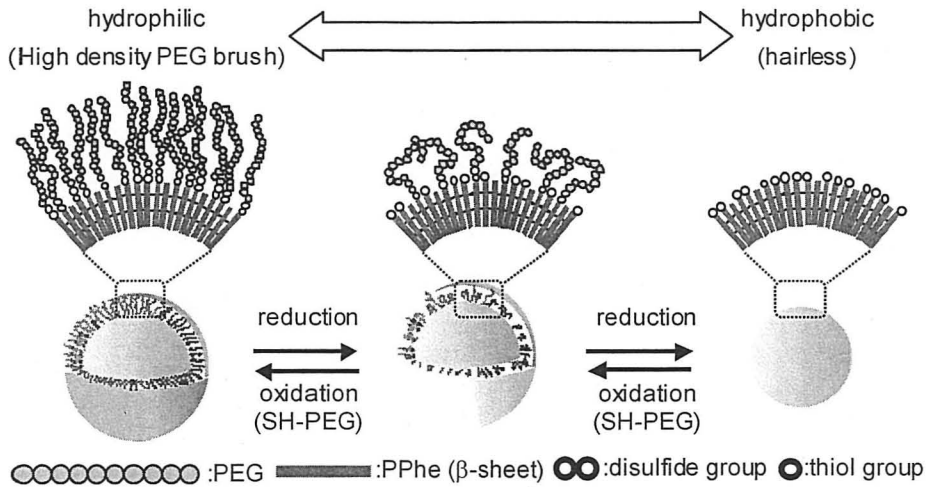 hydrophilic
(High density PEG brush)
hydrophobic
(hairless)
reduction
oxidation
(SH-PEG)
reduction
oxidation
(SH-PEG)
:PEG :PPhe (β-sheet) :disulfide group :thiol group